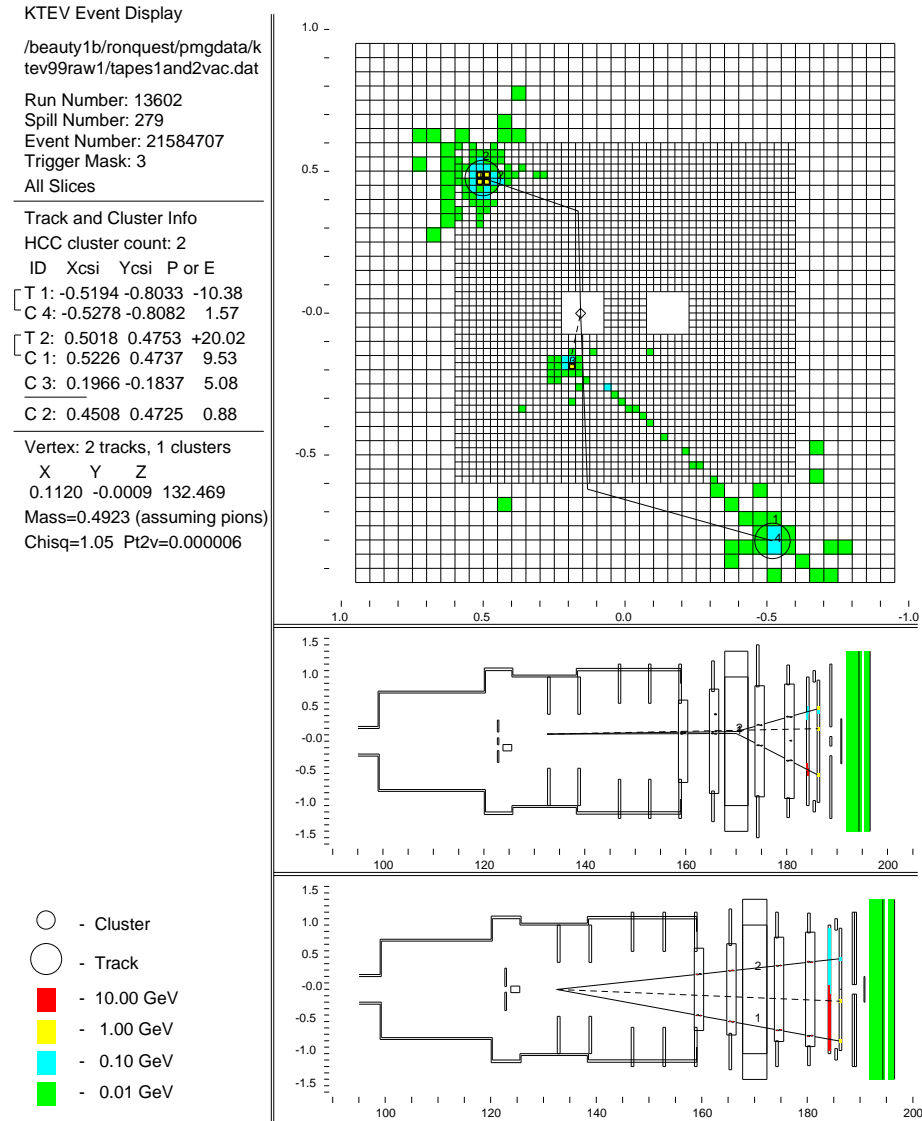 KTEV Event Display
/beauty1b/ronquest/pmgdata/k
tev99raw1/tapes1and2vac.dat
Run Number: 13602
Spill Number: 279
Event Number: 21584707
Trigger Mask: 3
All Slices
Track and Cluster Info
HCC cluster count: 2
ID Xcsi Ycsi P or E
T 1: -0.5194 -0.8033 -10.38
C 4: -0.5278 -0.8082 1.57
T 2: 0.5018 0.4753 +20.02
C 1: 0.5226 0.4737 9.53
C 3: 0.1966 -0.1837 5.08
C 2: 0.4508 0.4725 0.88
Vertex: 2 tracks, 1 clusters
X Y Z
0.1120 -0.0009 132.469
Mass=0.4923 (assuming pions)
Chisq=1.05 Pt2v=0.000006
- Cluster
- Track
- 10.00 GeV
- 1.00 GeV
- 0.10 GeV
- 0.01 GeV
1.0
0.5
-0.0
-0.5
2
1
4
1.0 0.5 0.0 -0.5 -1.0
1.5
1.0
0.5
-0.0
-0.5
-1.0
-1.5
100 120 140 160 180 200
1.5
1.0
0.5
-0.0
-0.5
-1.0
-1.5
2
1
100 120 140 160 180 200